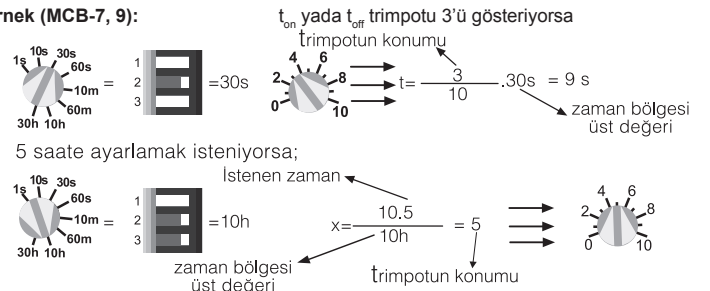 rnek (MCB-7, 9):
ton yada toff trimpotu 3'ü gösteriyorsa
trimpotun konumu
1s 10s 30s 60s 10m 60m 10h 30h
=
1
2
3
=30s
0 2 4 6 8 10
t= 3 / 10 .30s = 9 s
zaman bölgesi
üst değeri
5 saate ayarlamak isteniyorsa;
İstenen zaman
1s 10s 30s 60s 10m 60m 10h 30h
=
1
2
3
=10h
x= 10.5 / 10h = 5
0 2 4 6 8 10
zaman bölgesi
üst değeri
trimpotun konumu